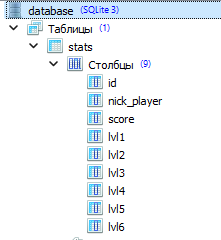 database (SQLite 3)
Таблицы (1)
stats
Столбцы (9)
id
nick_player
score
lvl1
lvl2
lvl3
lvl4
lvl5
lvl6